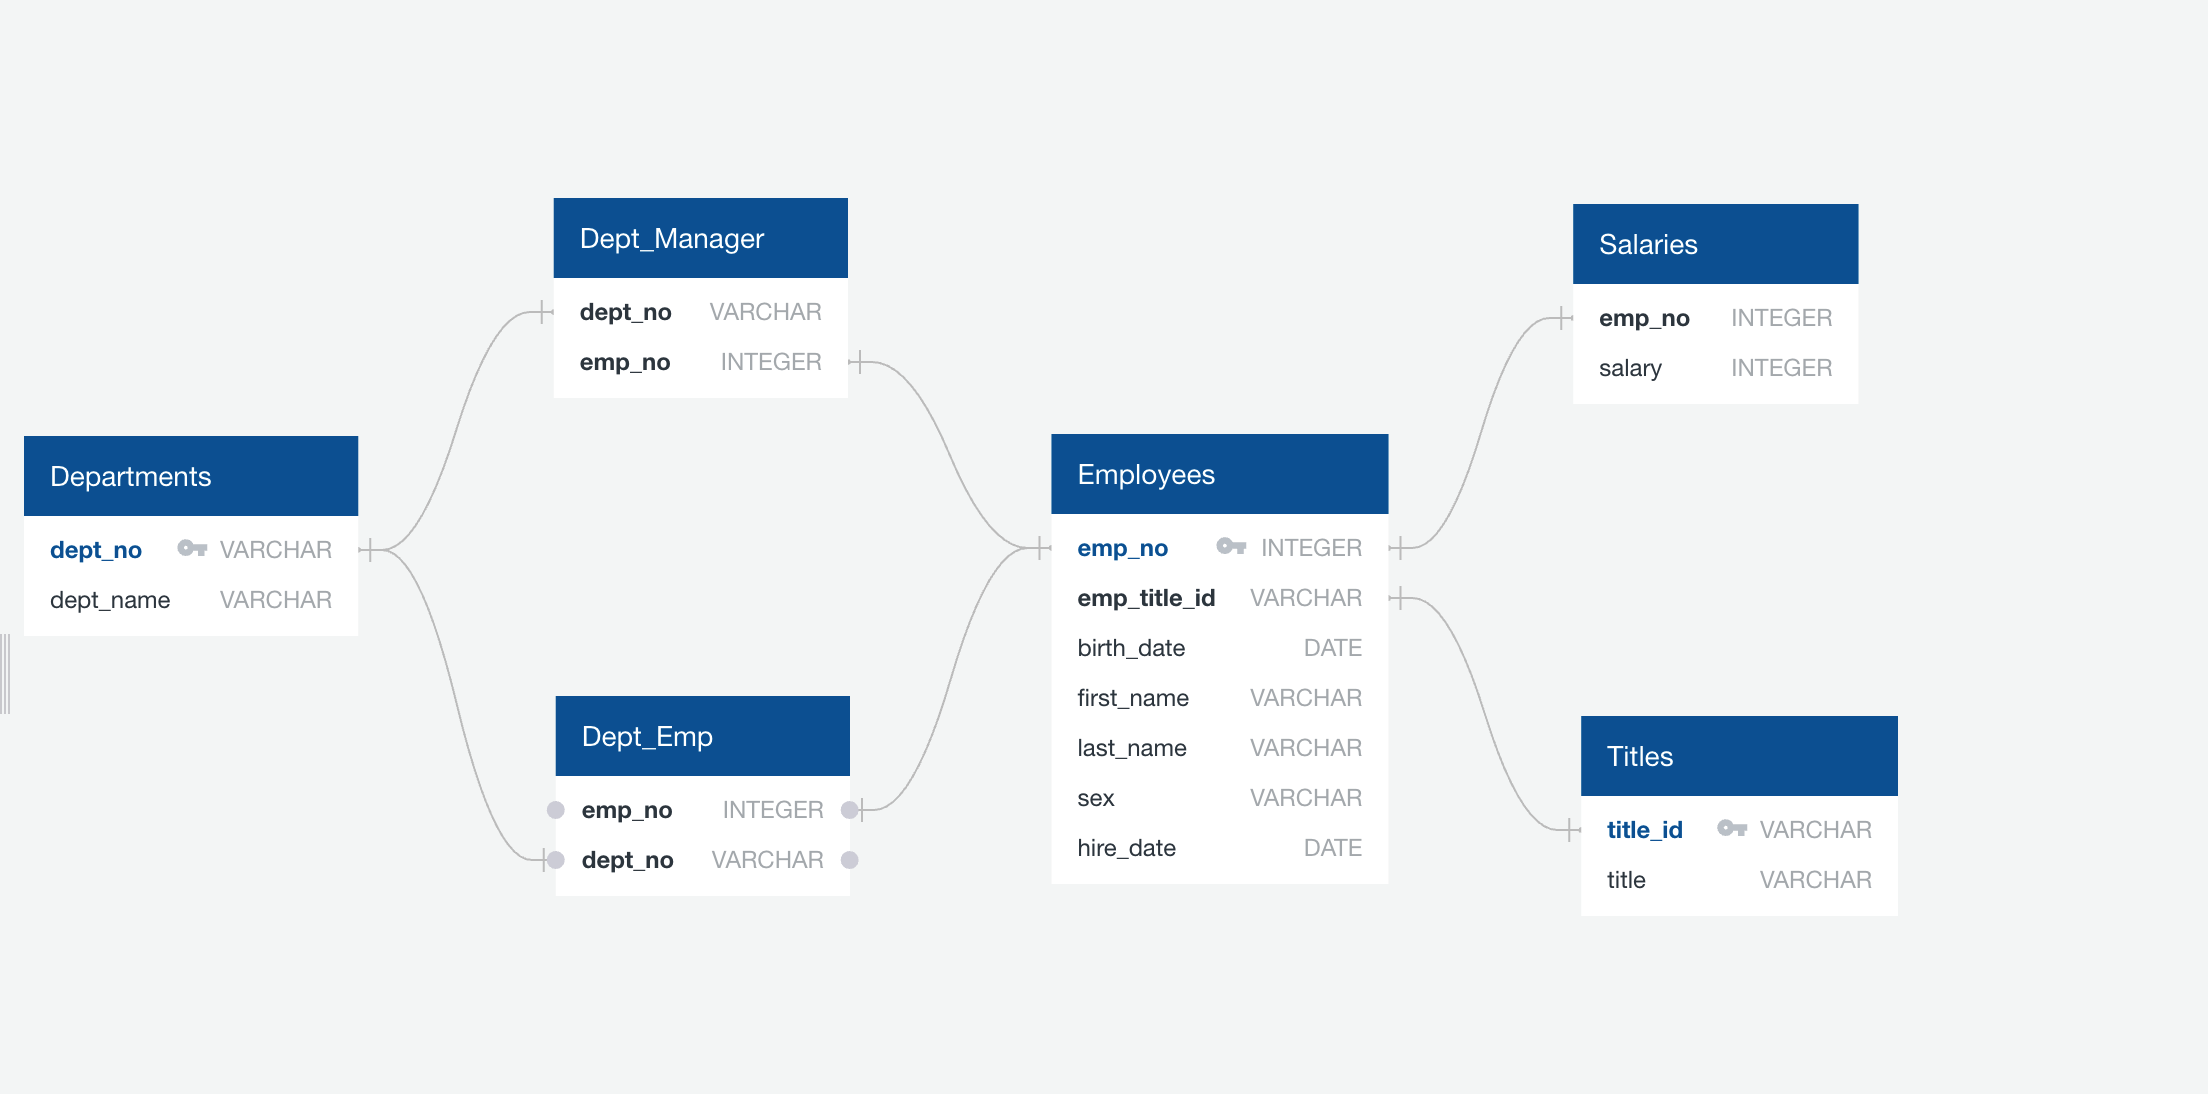 Departments
dept_no VARCHAR
dept_name VARCHAR
Dept_Manager
dept_no VARCHAR
emp_no INTEGER
Dept_Emp
emp_no INTEGER
dept_no VARCHAR
Employees
emp_no INTEGER
emp_title_id VARCHAR
birth_date DATE
first_name VARCHAR
last_name VARCHAR
sex VARCHAR
hire_date DATE
Salaries
emp_no INTEGER
salary INTEGER
Titles
title_id VARCHAR
title VARCHAR